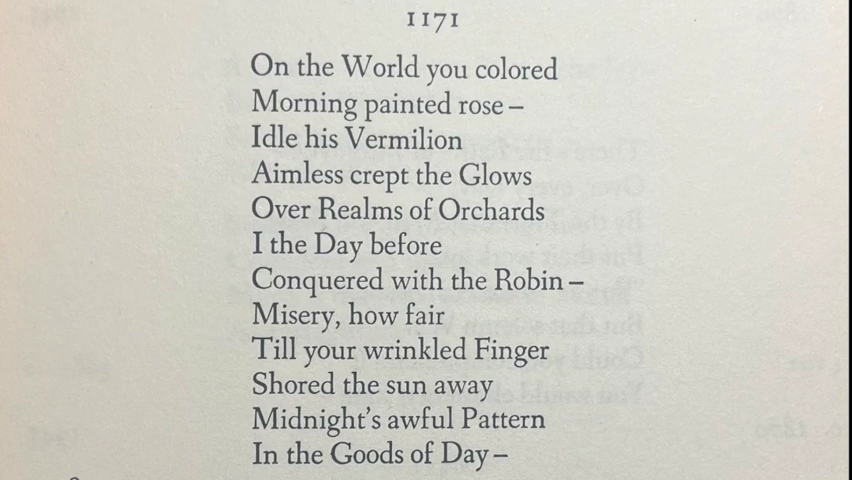 1171
On the World you colored
Morning painted rose –
Idle his Vermilion
Aimless crept the Glows
Over Realms of Orchards
I the Day before
Conquered with the Robin –
Misery, how fair
Till your wrinkled Finger
Shored the sun away
Midnight's awful Pattern
In the Goods of Day –